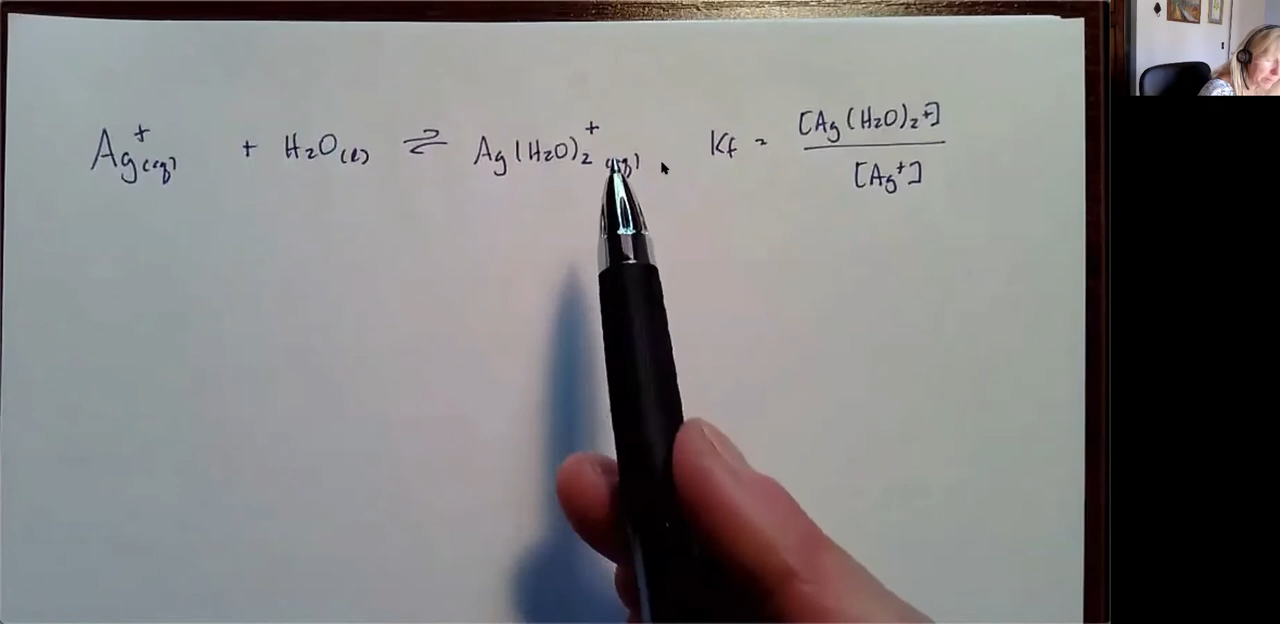 Ag⁺(aq) + H₂O(l) ⇌ Ag(H₂O)₂⁺(aq) Kf = [Ag(H₂O)₂⁺] / [Ag⁺]